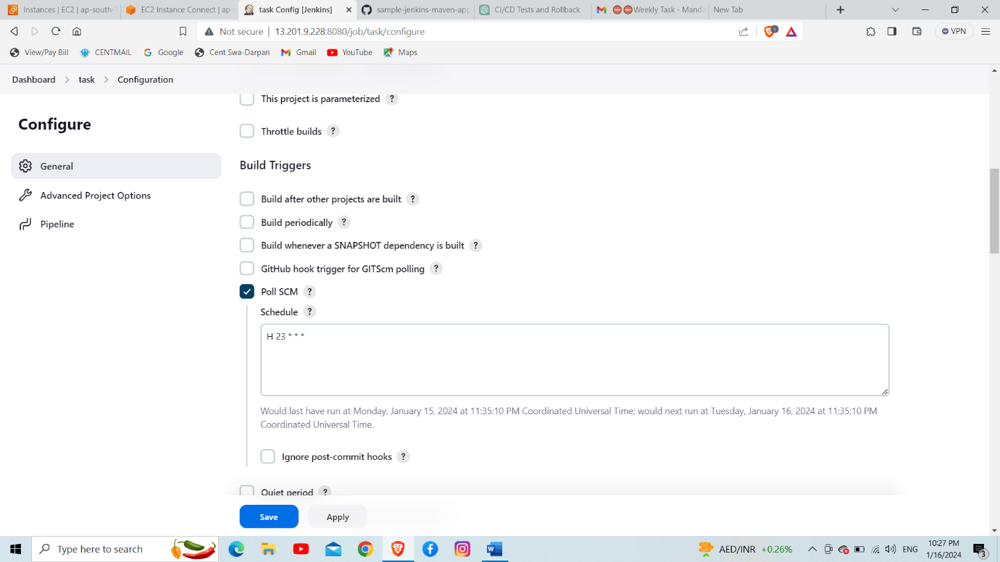 Instances | EC2 | ap-south-
EC2 Instance Connect | ap-
task Config [Jenkins]
sample-jenkins-maven-app
CI/CD Tests and Rollback
Weekly Task - Manda
New Tab
Not secure
13.201.9.228:8080/job/task/configure
1
VPN
View/Pay Bill
CENTMAIL
Google
Cent Swa-Darpan
Gmail
YouTube
Maps
Dashboard
task
Configuration
This project is parameterized ?
Configure
Throttle builds ?
General
Build Triggers
Advanced Project Options
Build after other projects are built ?
Pipeline
Build periodically ?
Build whenever a SNAPSHOT dependency is built ?
GitHub hook trigger for GITScm polling ?
Poll SCM ?
Schedule ?
H 23 * * *
Would last have run at Monday, January 15, 2024 at 11:35:10 PM Coordinated Universal Time; would next run at Tuesday, January 16, 2024 at 11:35:10 PM
Coordinated Universal Time.
Ignore post-commit hooks ?
Quiet period ?
Save
Apply
Type here to search
AED/INR +0.26%
ENG
10:27 PM
1/16/2024
3